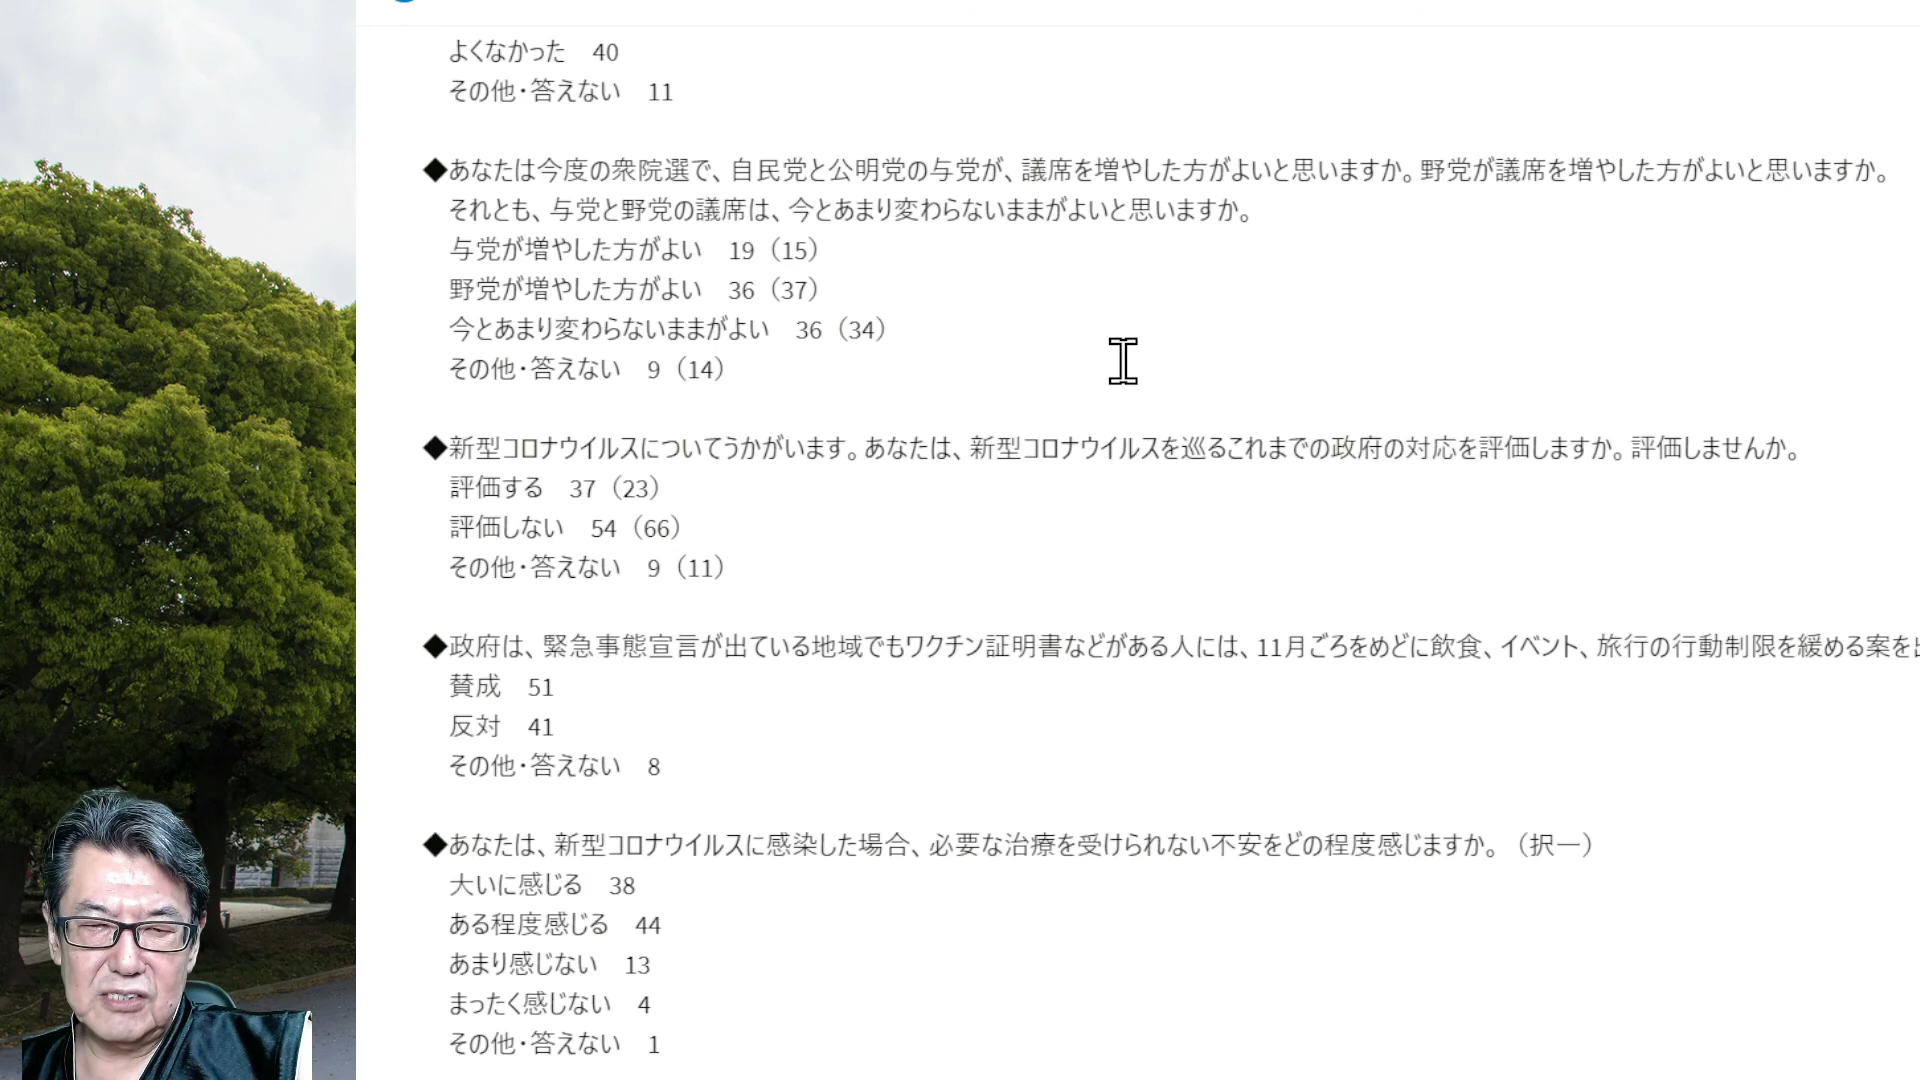 よくなかった　40
その他・答えない　11
◆あなたは今度の衆院選で、自民党と公明党の与党が、議席を増やした方がよいと思いますか。野党が議席を増やした方がよいと思いますか。
それとも、与党と野党の議席は、今とあまり変わらないままがよいと思いますか。
与党が増やした方がよい　19（15）
野党が増やした方がよい　36（37）
今とあまり変わらないままがよい　36（34）
その他・答えない　9（14）
◆新型コロナウイルスについてうかがいます。あなたは、新型コロナウイルスを巡るこれまでの政府の対応を評価しますか。評価しませんか。
評価する　37（23）
評価しない　54（66）
その他・答えない　9（11）
◆政府は、緊急事態宣言が出ている地域でもワクチン証明書などがある人には、11月ごろをめどに飲食、イベント、旅行の行動制限を緩める案を
賛成　51
反対　41
その他・答えない　8
◆あなたは、新型コロナウイルスに感染した場合、必要な治療を受けられない不安をどの程度感じますか。（択一）
大いに感じる　38
ある程度感じる　44
あまり感じない　13
まったく感じない　4
その他・答えない　1